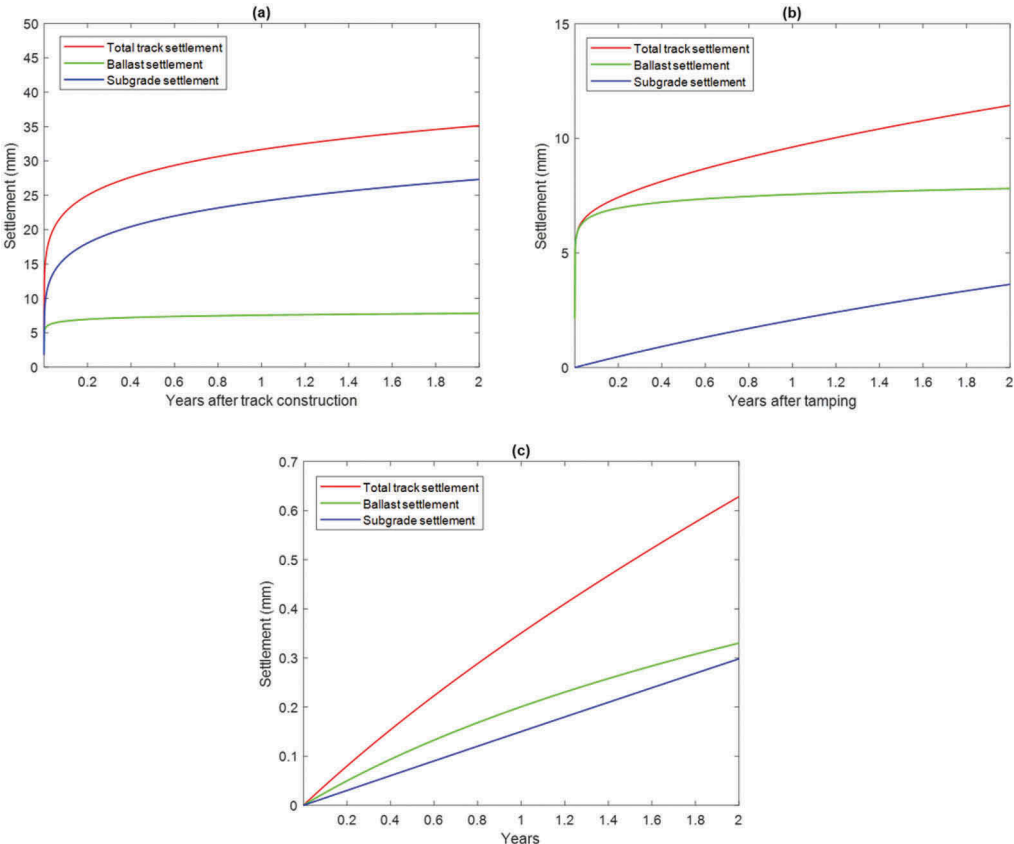 (a)
50
45
40
35
30
25
20
15
10
5
0
Settlement (mm)
Total track settlement
Ballast settlement
Subgrade settlement
0.2 0.4 0.6 0.8 1 1.2 1.4 1.6 1.8 2
Years after track construction
(b)
15
10
5
0
Settlement (mm)
Total track settlement
Ballast settlement
Subgrade settlement
0.2 0.4 0.6 0.8 1 1.2 1.4 1.6 1.8 2
Years after tamping
(c)
0.7
0.6
0.5
0.4
0.3
0.2
0.1
0
Settlement (mm)
Total track settlement
Ballast settlement
Subgrade settlement
0.2 0.4 0.6 0.8 1 1.2 1.4 1.6 1.8 2
Years